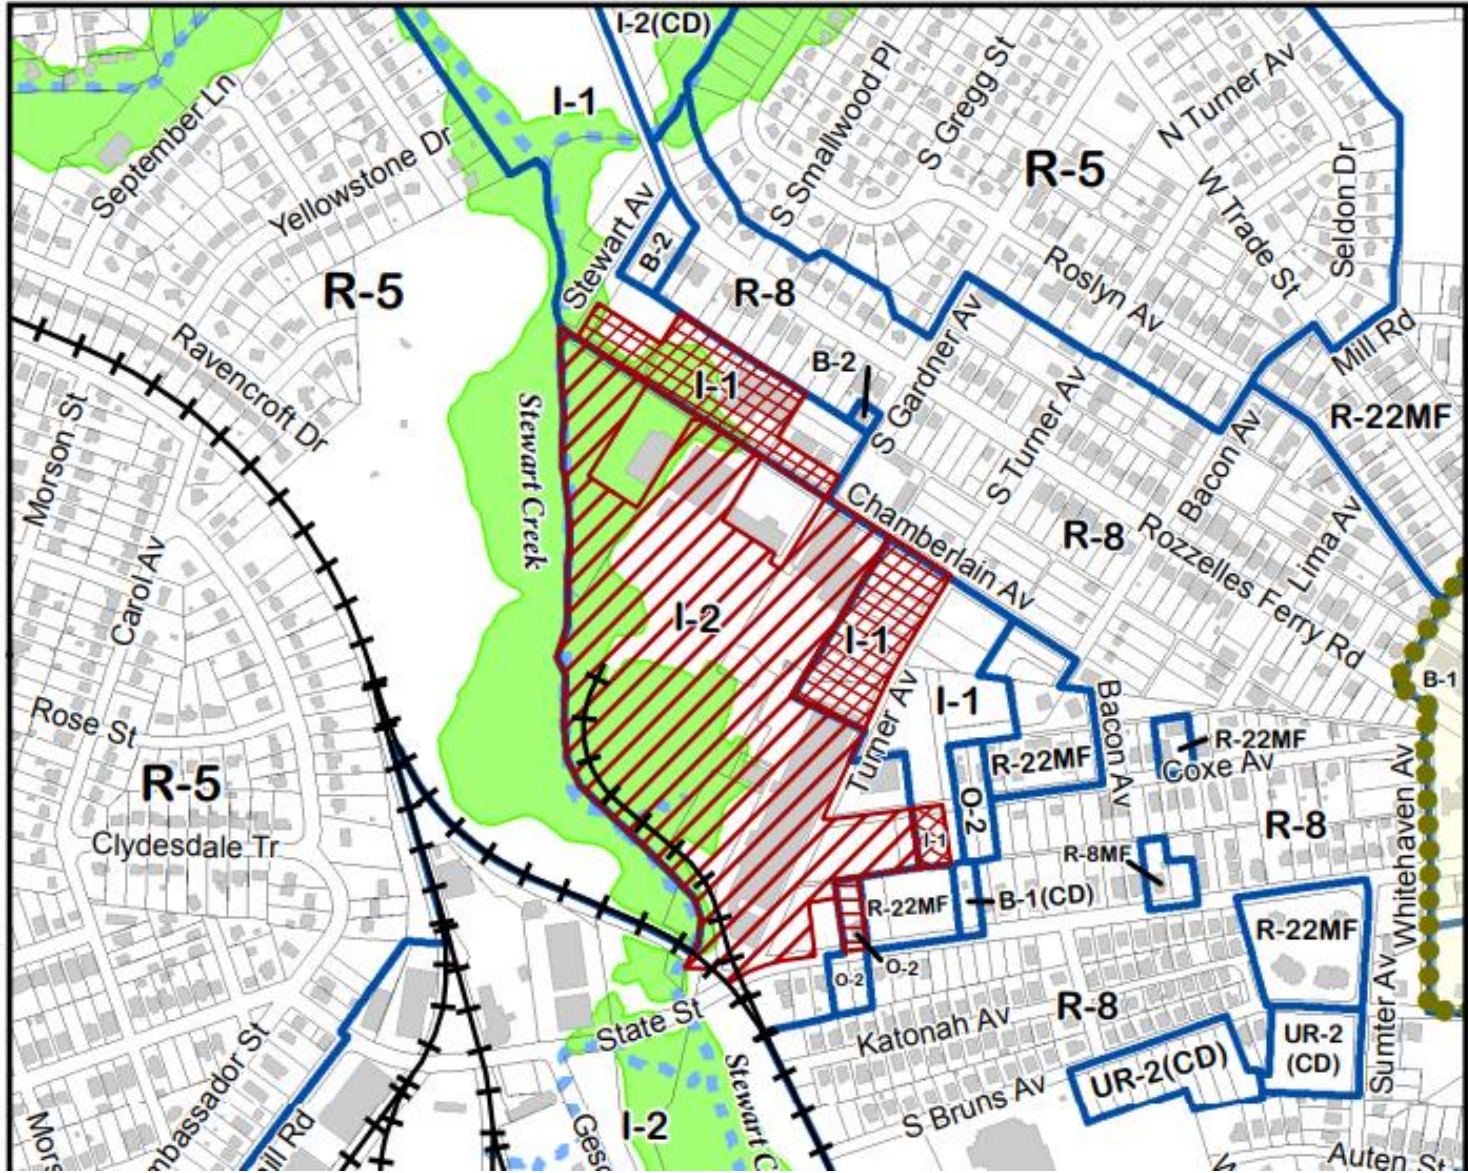 I-2(CD)
I-1
September Ln
Yellowstone Dr
S Smallwood Pl
S Gregg St
N Turner Av
R-5
W Trade St
Seldon Dr
Stewart Av
B-2
R-5
R-8
Roslyn Av
Mill Rd
Ravencroft Dr
B-2
I-1
S Gardner Av
S Turner Av
R-22MF
Morson St
Stewart Creek
Bacon Av
Chamberlain Av
R-8
Rozzelles Ferry Rd
Lima Av
Carol Av
I-2
I-1
B-1
Rose St
Turner Av
I-1
Bacon Av
R-22MF
R-22MF
Coxe Av
Whitehaven Av
R-5
O-2
R-8
Clydesdale Tr
I-1
R-8MF
R-22MF
B-1(CD)
R-22MF
O-2
O-2
Sumter Av
State St
Katonah Av
R-8
UR-2
(CD)
UR-2(CD)
Ambassador St
Stewart C
S Bruns Av
I-2
Mors
ill Rd
Gesc
Auten St